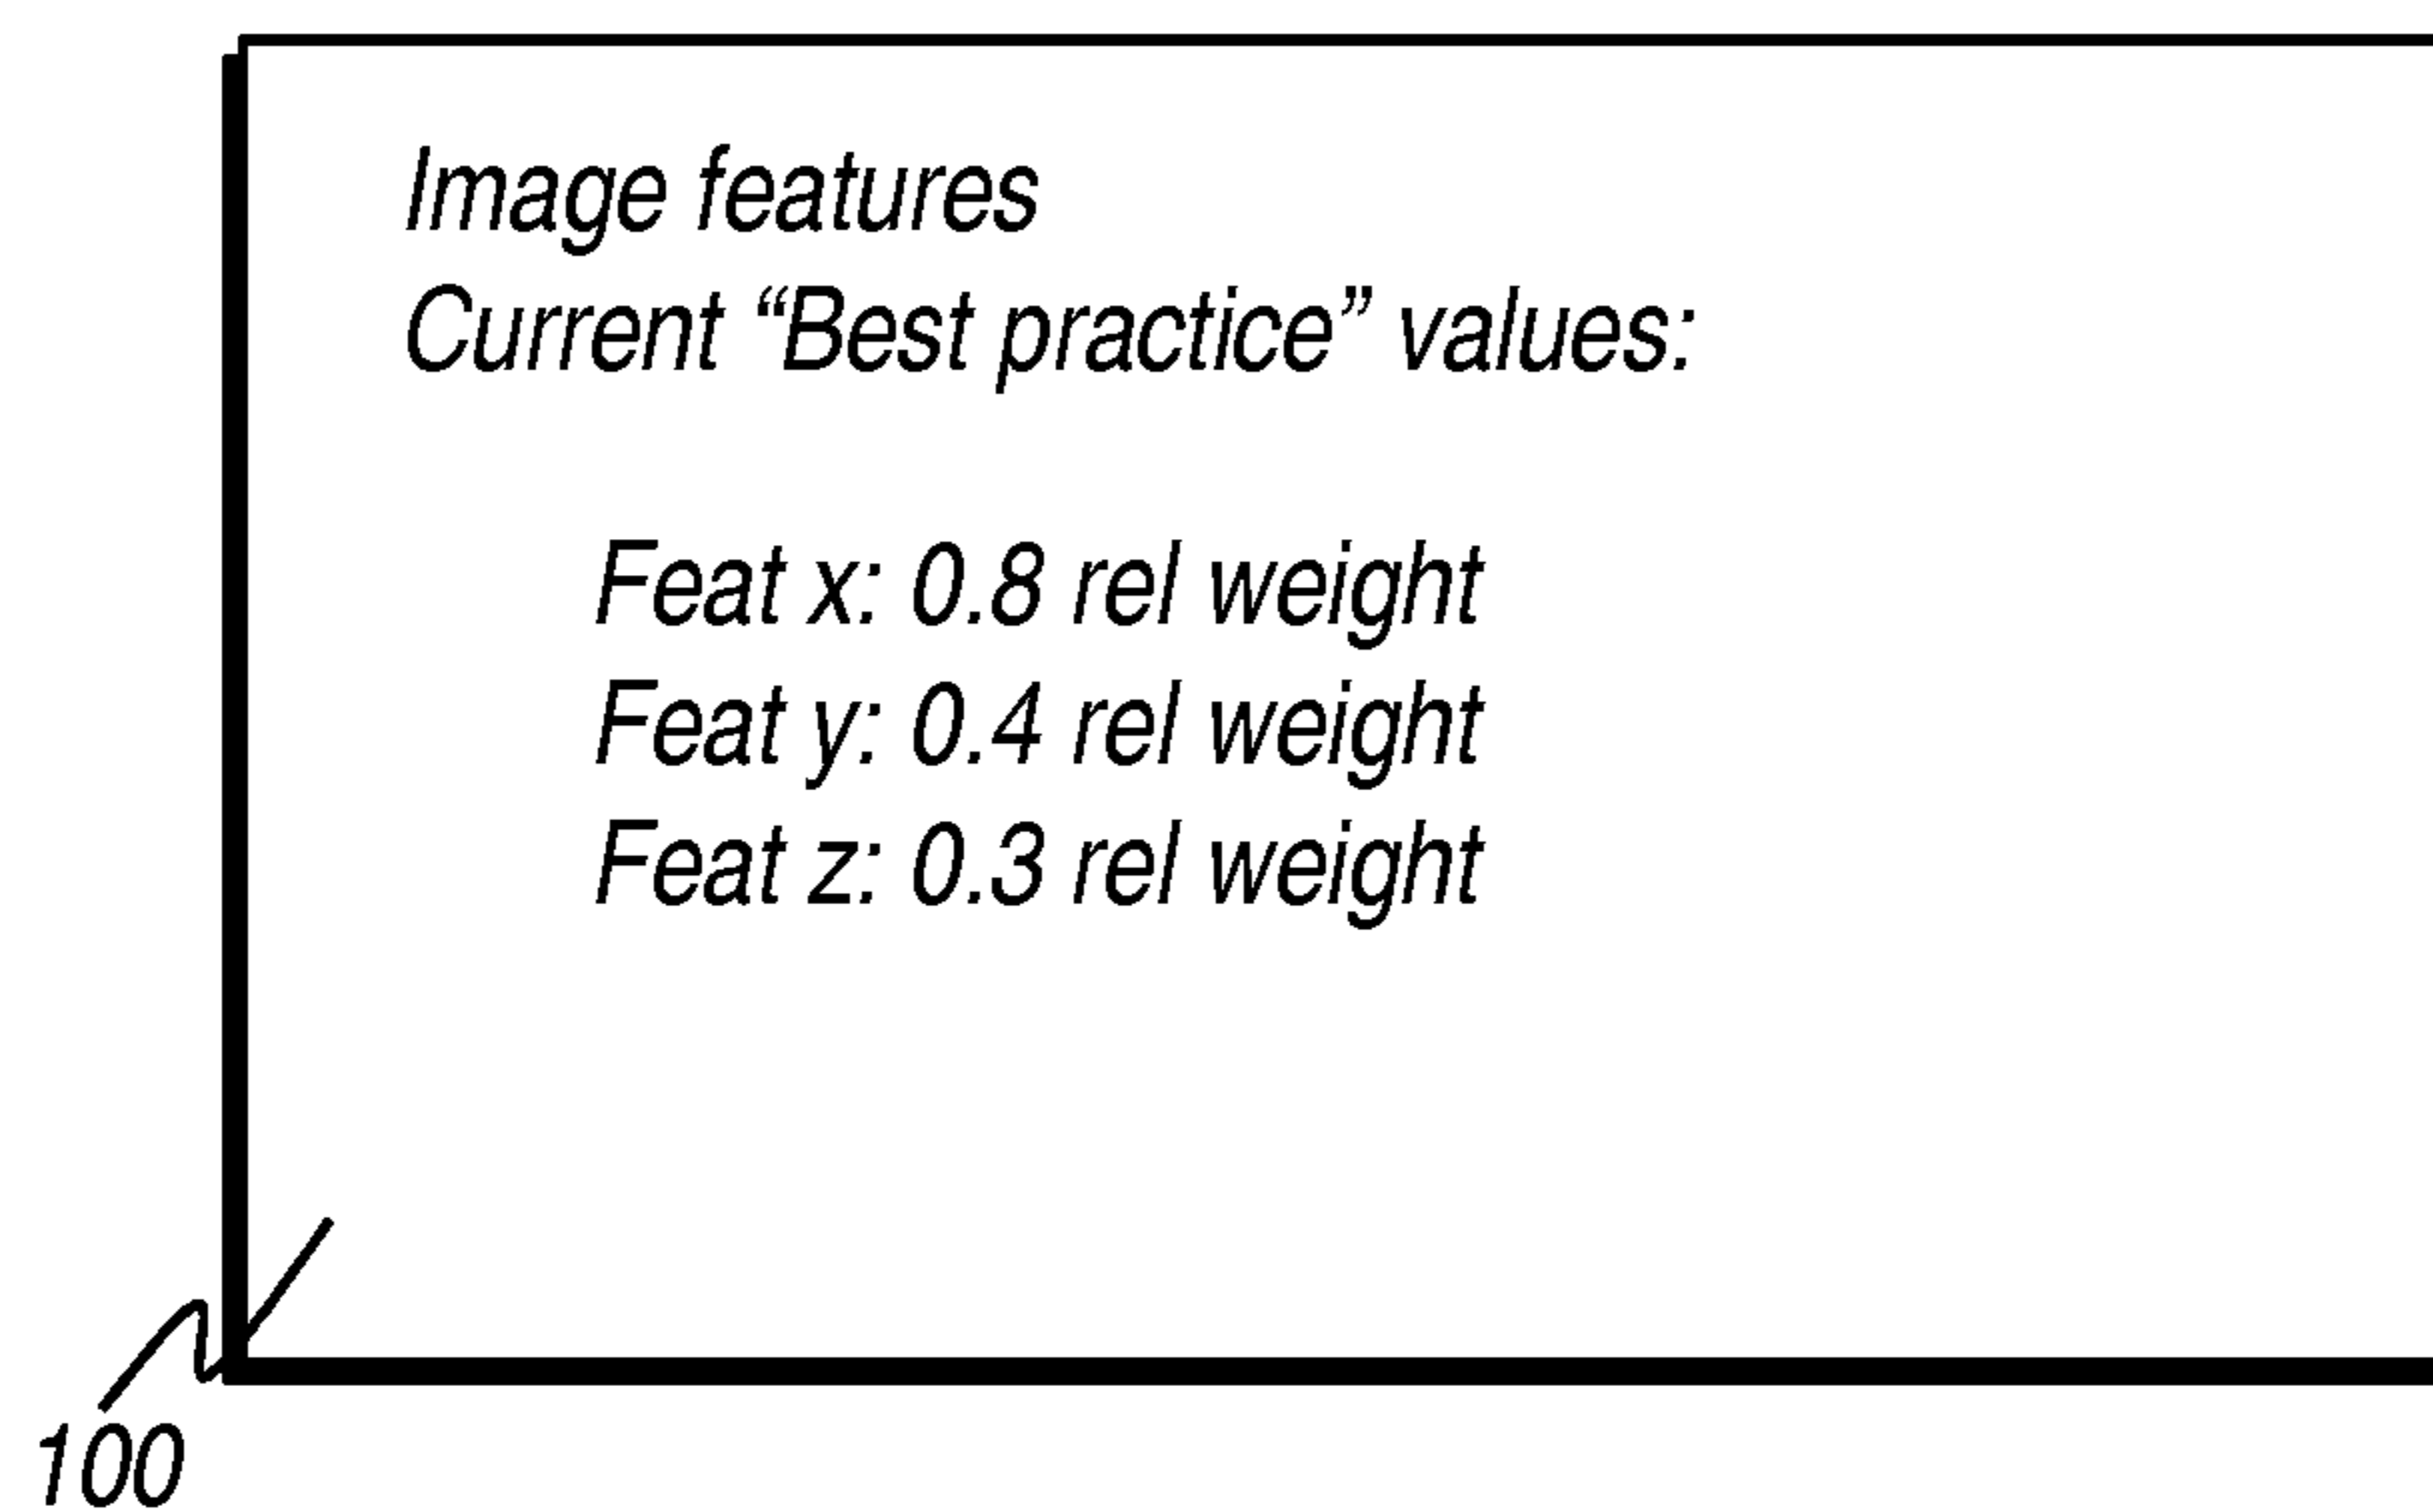 Image features
Current “Best practice” values:
Feat x: 0.8 rel weight
Feat y: 0.4 rel weight
Feat z: 0.3 rel weight
100